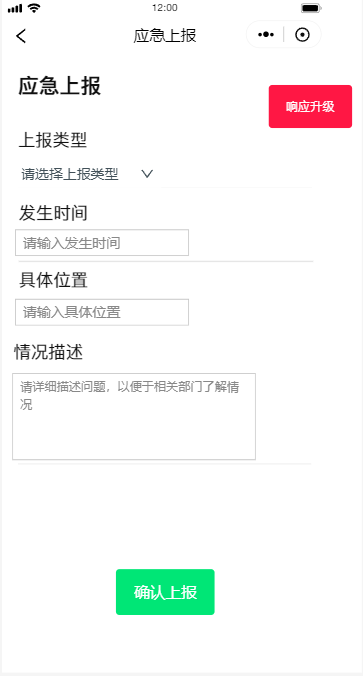 12:00
应急上报
应急上报
响应升级
上报类型
请选择上报类型
发生时间
请输入发生时间
具体位置
请输入具体位置
情况描述
请详细描述问题，以便于相关部门了解情
况
确认上报